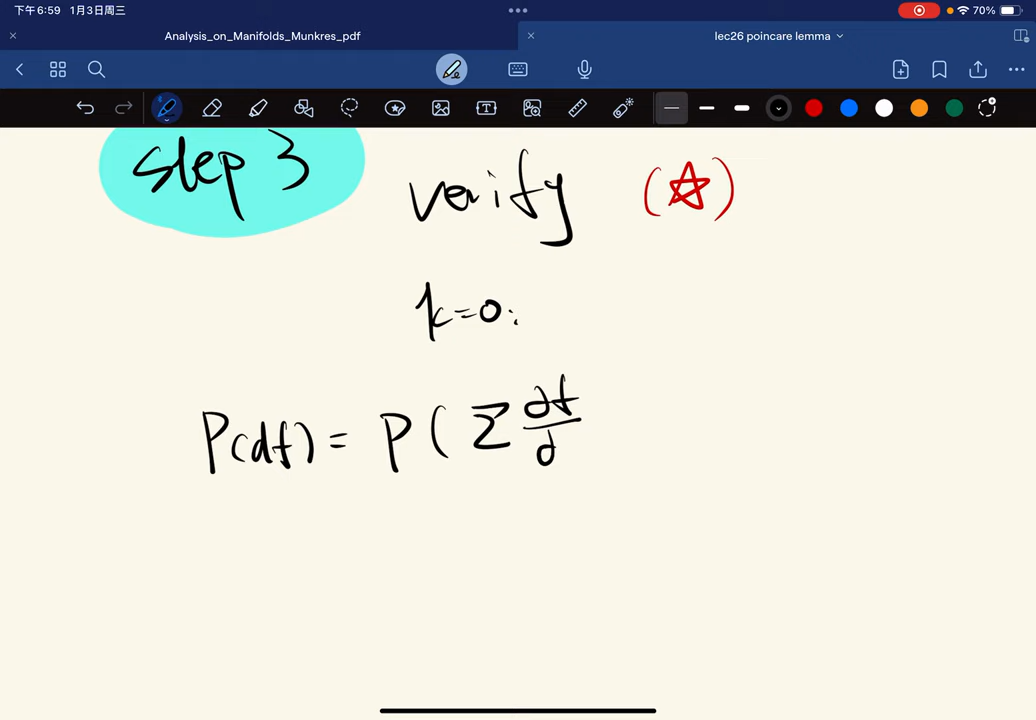 下午6:59 1月3日周三
70%
Analysis_on_Manifolds_Munkres_pdf
lec26 poincare lemma
step 3
verify (☆)
k=0:
P(df) = P ( Σ ∂f/∂